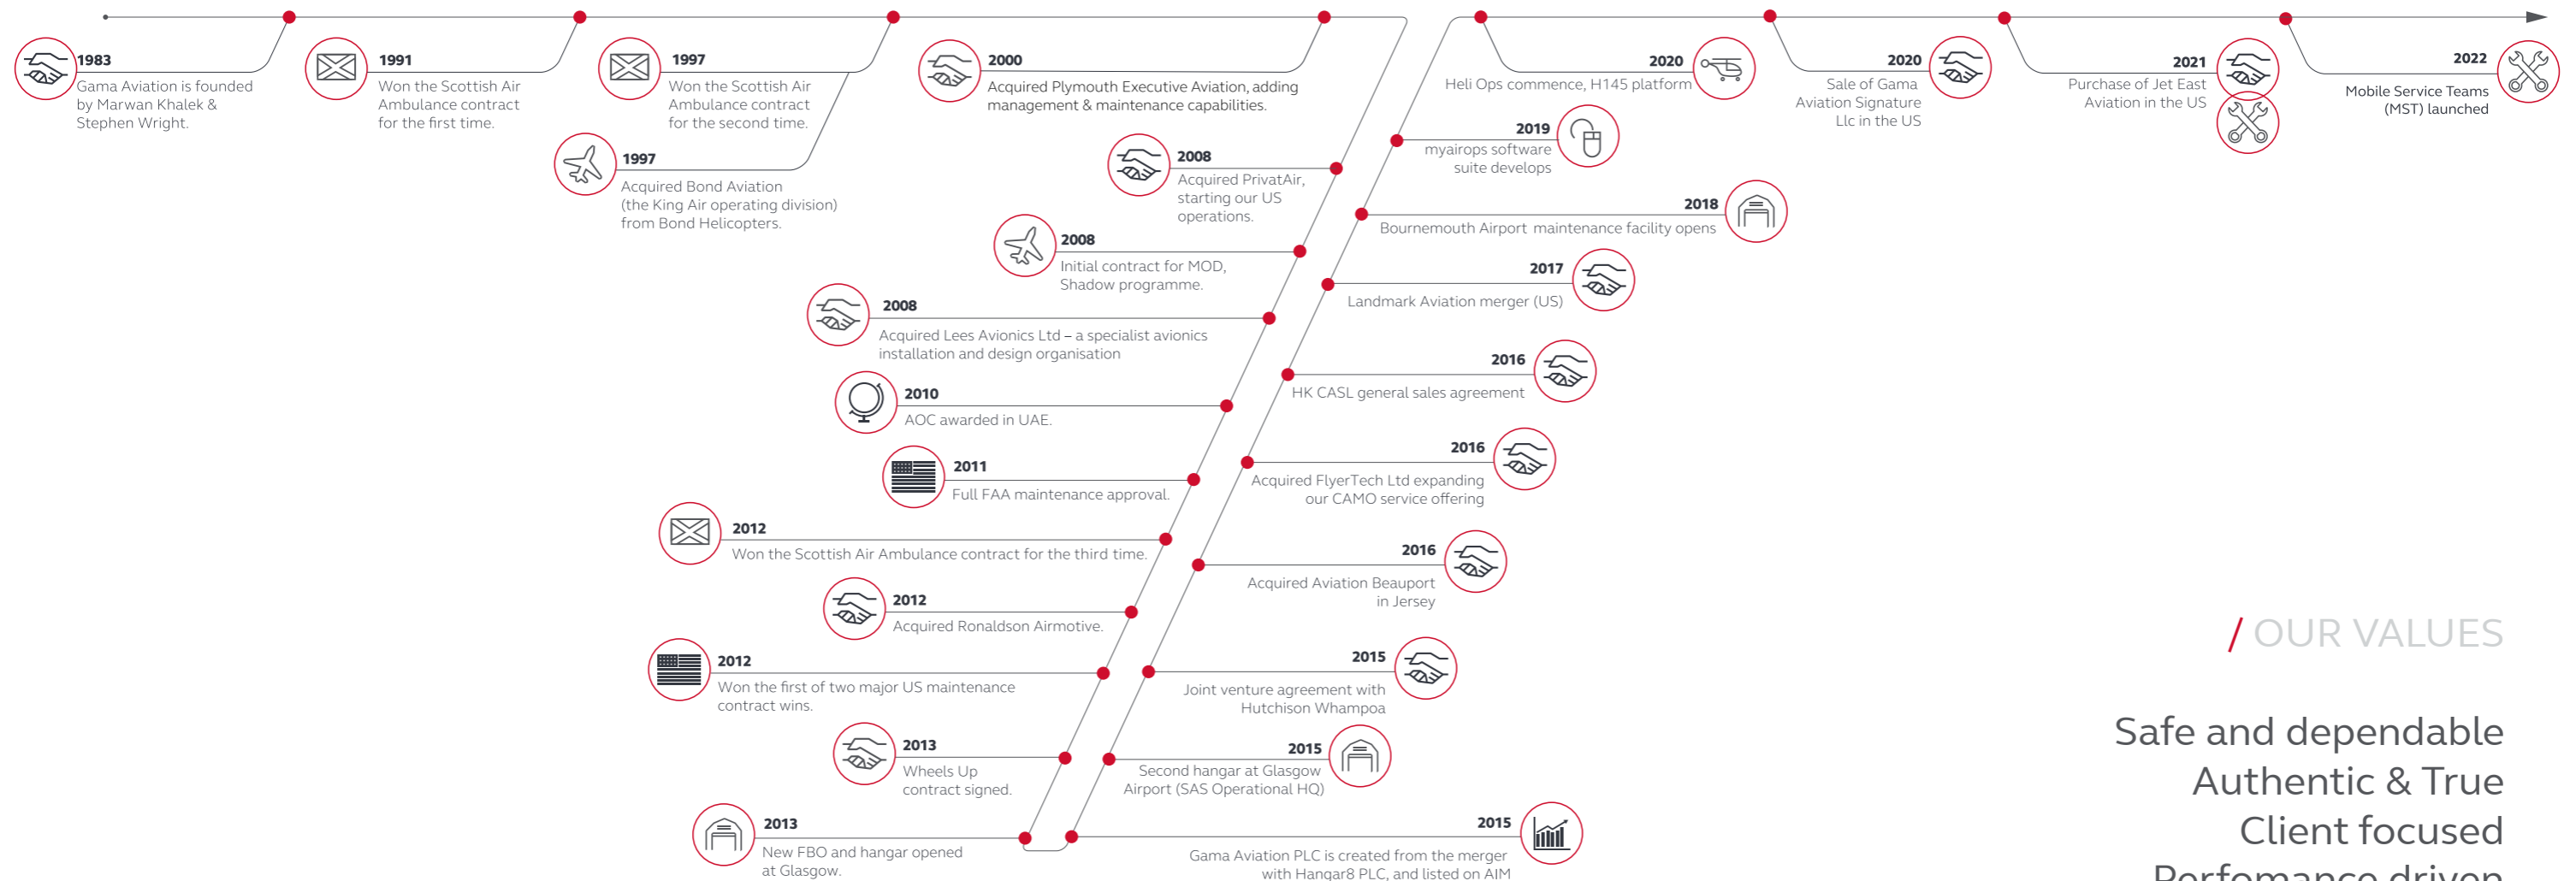 1983
Gama Aviation is founded
by Marwan Khalek &
Stephen Wright.
1991
Won the Scottish Air
Ambulance contract
for the first time.
1997
Won the Scottish Air
Ambulance contract
for the second time.
1997
Acquired Bond Aviation
(the King Air operating division)
from Bond Helicopters.
2000
Acquired Plymouth Executive Aviation, adding
management & maintenance capabilities.
2008
Acquired PrivatAir,
starting our US
operations.
2008
Initial contract for MOD,
Shadow programme.
2008
Acquired Lees Avionics Ltd – a specialist avionics
installation and design organisation
2010
AOC awarded in UAE.
2011
Full FAA maintenance approval.
2012
Won the Scottish Air Ambulance contract for the third time.
2012
Acquired Ronaldson Airmotive.
2012
Won the first of two major US maintenance
contract wins.
2013
Wheels Up
contract signed.
2013
New FBO and hangar opened
at Glasgow.
2015
Gama Aviation PLC is created from the merger
with Hangar8 PLC, and listed on AIM
2015
Second hangar at Glasgow
Airport (SAS Operational HQ)
2015
Joint venture agreement with
Hutchison Whampoa
2016
Acquired Aviation Beauport
in Jersey
2016
Acquired FlyerTech Ltd expanding
our CAMO service offering
2016
HK CASL general sales agreement
2017
Landmark Aviation merger (US)
2018
Bournemouth Airport maintenance facility opens
2019
myairops software
suite develops
2020
Heli Ops commence, H145 platform
2020
Sale of Gama
Aviation Signature
Llc in the US
2021
Purchase of Jet East
Aviation in the US
2022
Mobile Service Teams
(MST) launched
/ OUR VALUES
Safe and dependable
Authentic & True
Client focused
Perfomance driven